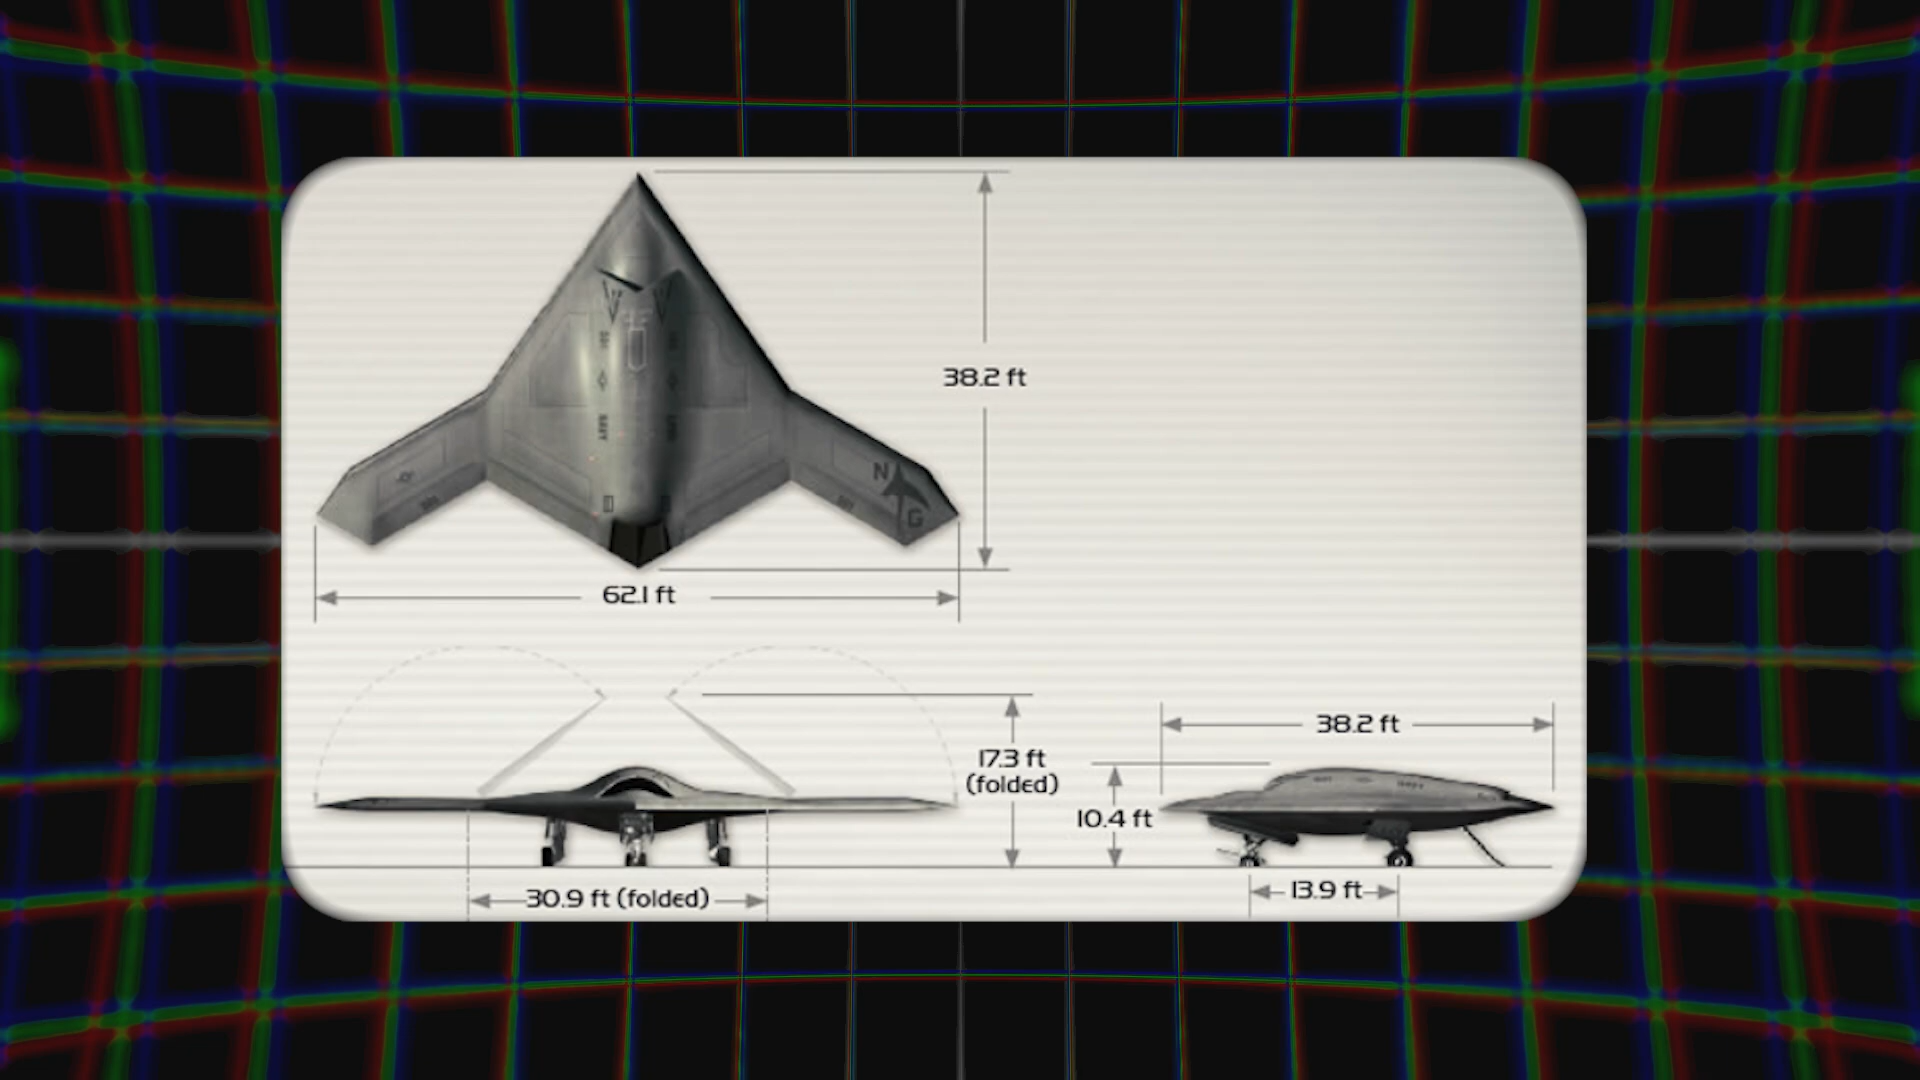 38.2 ft
N
G
62.1 ft
17.3 ft
(folded)
38.2 ft
10.4 ft
30.9 ft (folded)
13.9 ft